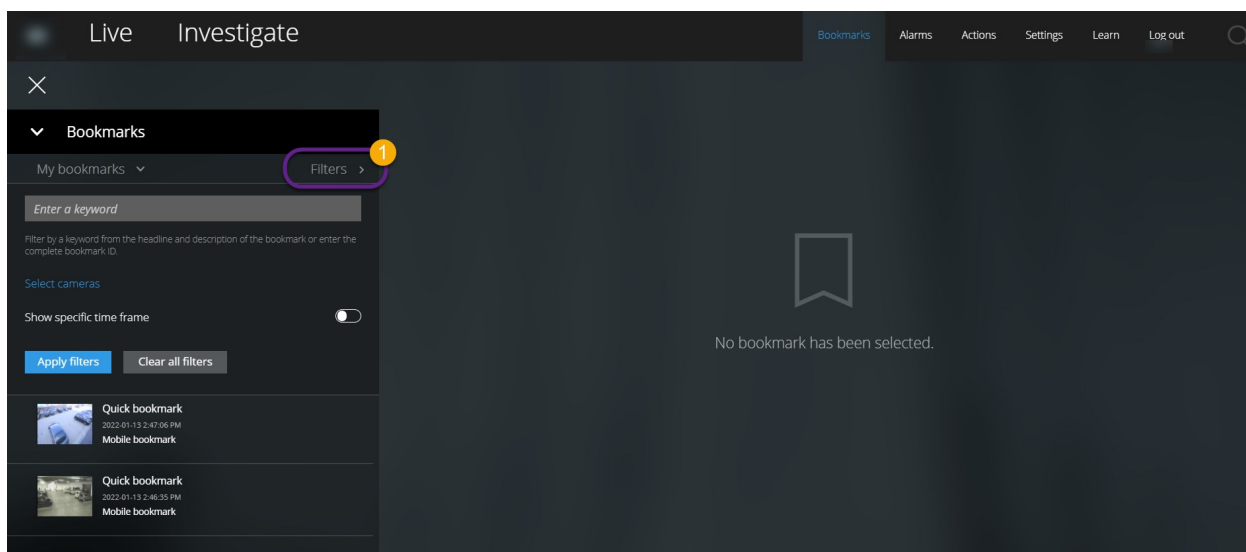 Live Investigate
Bookmarks Alarms Actions Settings Learn Log out
Bookmarks
1
My bookmarks Filters
Enter a keyword
Filter by a keyword from the headline and description of the bookmark or enter the
complete bookmark ID.
Select cameras
Show specific time frame
Apply filters Clear all filters
No bookmark has been selected.
Quick bookmark
2022-01-13 2:47:06 PM
Mobile bookmark
Quick bookmark
2022-01-13 2:46:35 PM
Mobile bookmark